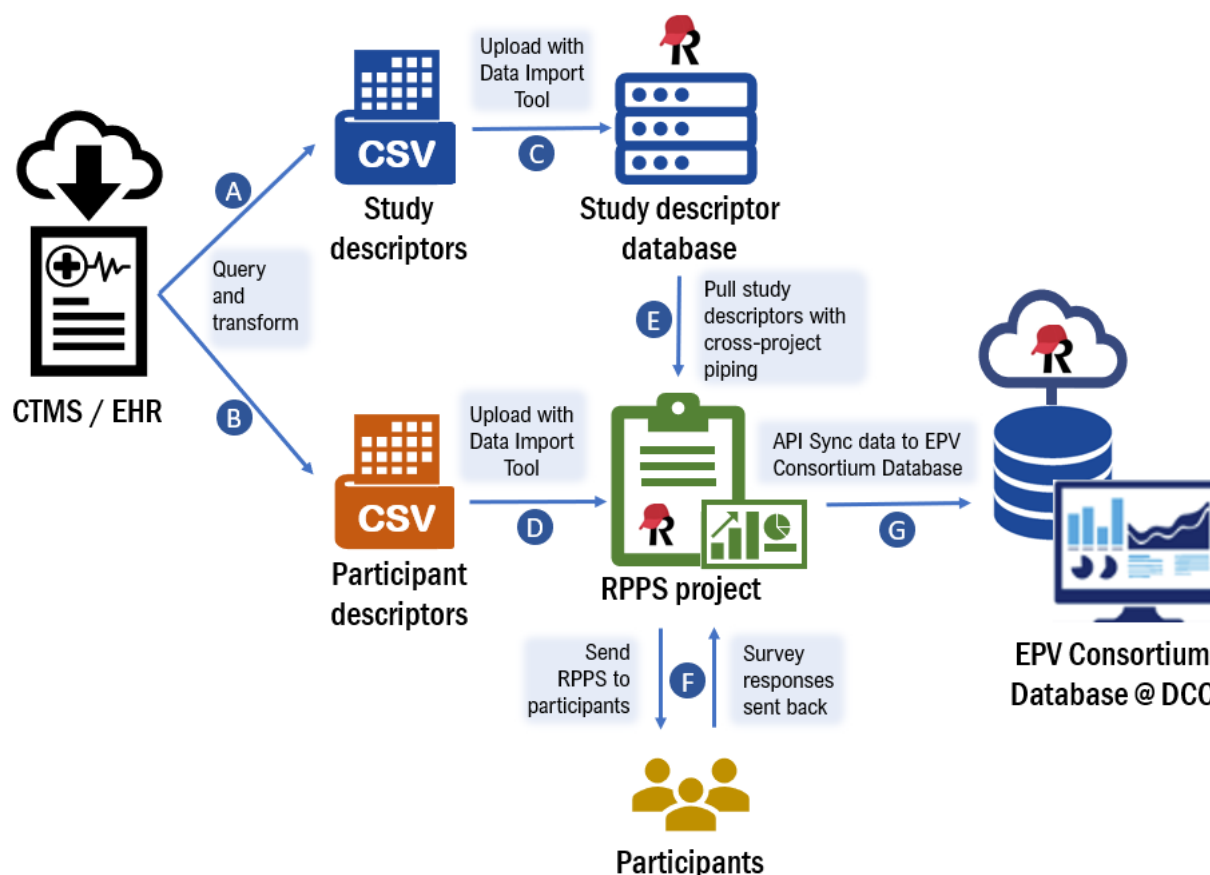 Upload with
Data Import
Tool
R
CSV
C
A
Study
descriptors
Study descriptor
database
Query
and
transform
E
Pull study
descriptors with
cross-project
piping
R
CTMS / EHR
B
Upload with
Data Import
Tool
API Sync data to EPV
Consortium Database
CSV
D
R
G
Participant
descriptors
RPPS project
Send
RPPS to
participants
F
Survey
responses
sent back
EPV Consortium
Database @ DCC
Participants